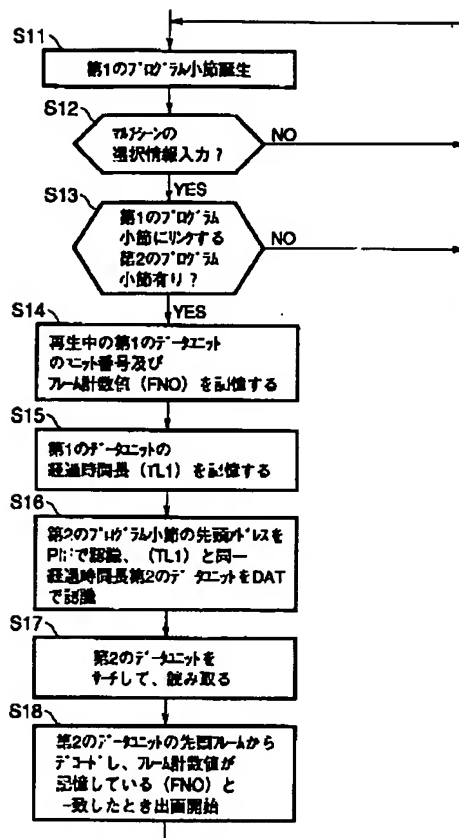 S11
第1のプログラム小節誕生
S12
マルチシーンの
選択情報入力？
NO
YES
S13
第1のプログラム
小節にリンクする
第2のプログラム
小節有り？
NO
YES
S14
再生中の第1のデータユニット
のユニット番号及び
フレーム計数値（FNO）を記憶する
S15
第1のデータユニットの
経過時間長（TL1）を記憶する
S16
第2のプログラム小節の先頭アドレスを
で認識、（TL1）と同一
経過時間長第2のデータユニットをDAT
で認識
S17
第2のデータユニットを
サーチして、読み取る
S18
第2のデータユニットの先頭フレームから
デコードし、フレーム計数値が
記憶している（FNO）と
一致したとき出画開始